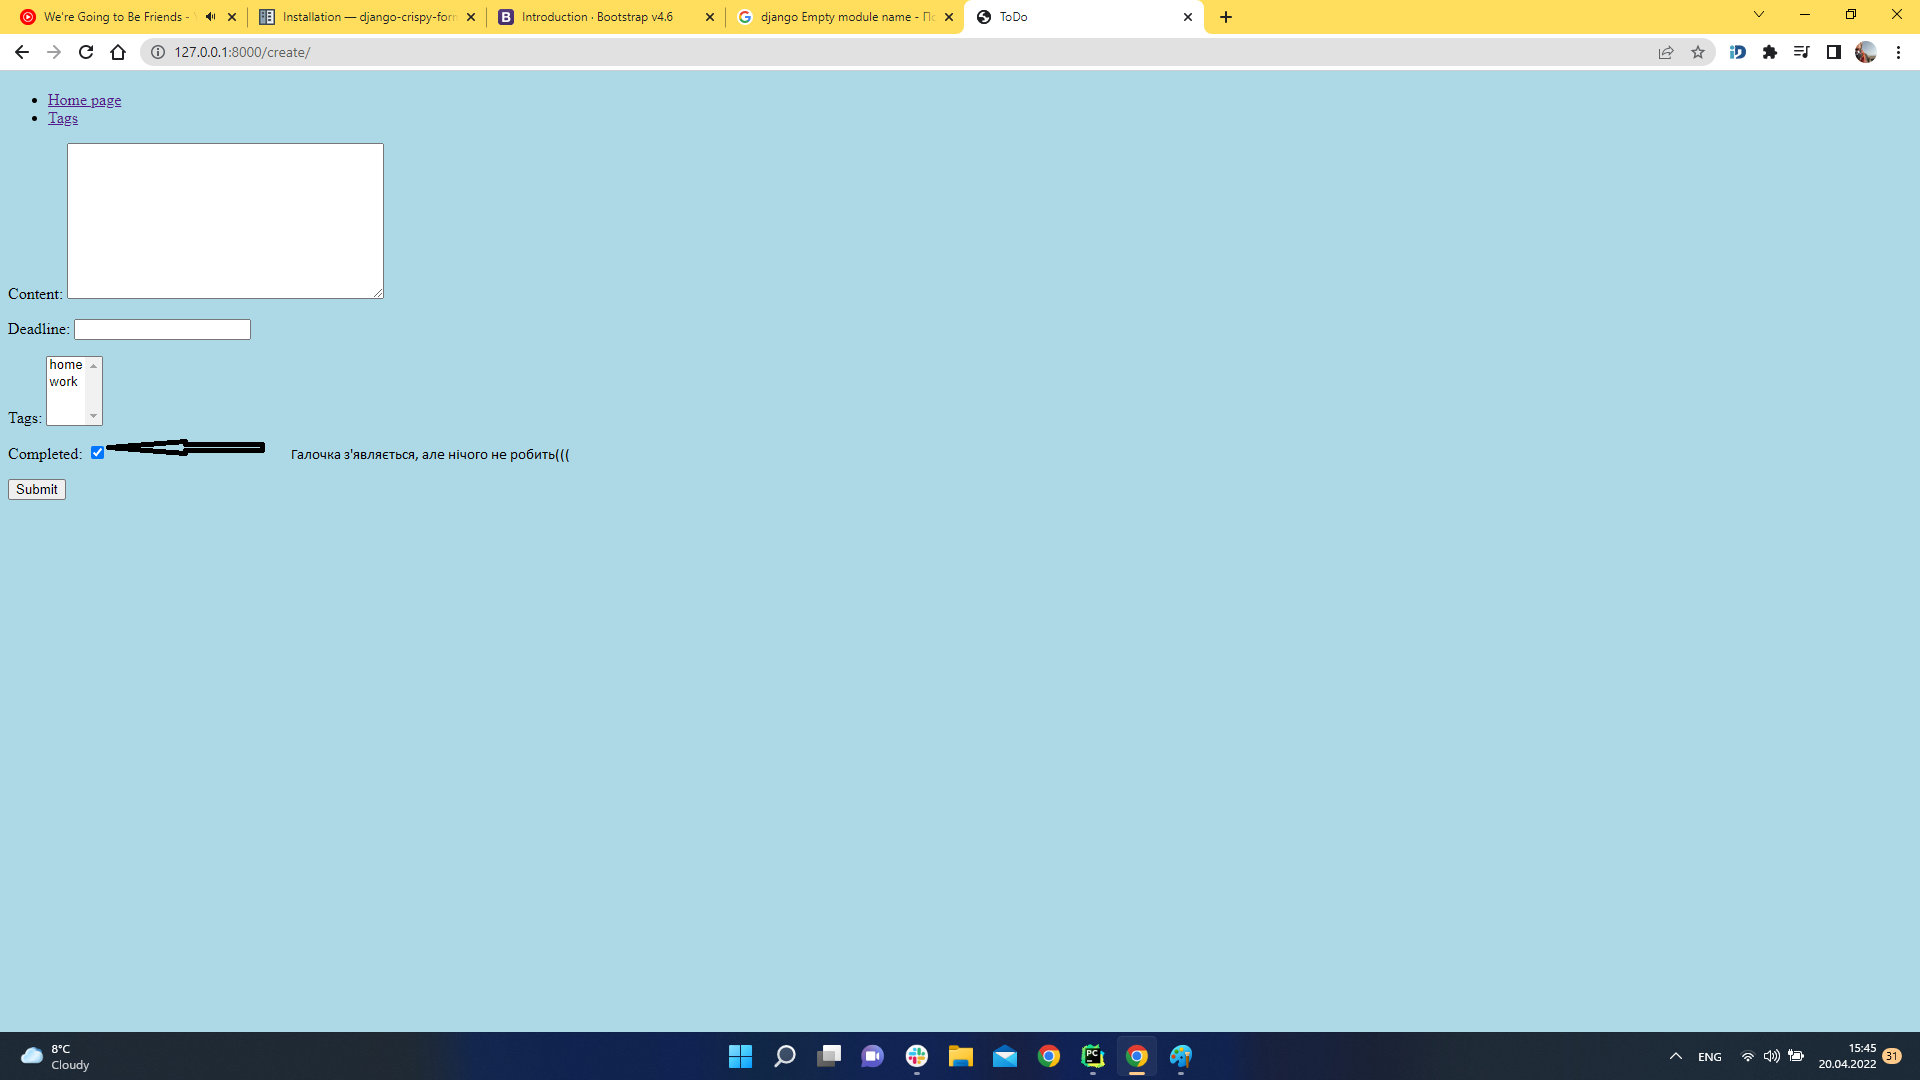 We're Going to Be Friends -
Installation — django-crispy-forr
Introduction · Bootstrap v4.6
django Empty module name - По
ToDo
127.0.0.1:8000/create/
Home page
Tags
Content:
Deadline:
home
work
Tags:
Completed:
Галочка з'являється, але нічого не робить(((
Submit
8°C
Cloudy
PC
ENG
15:45
20.04.2022
31